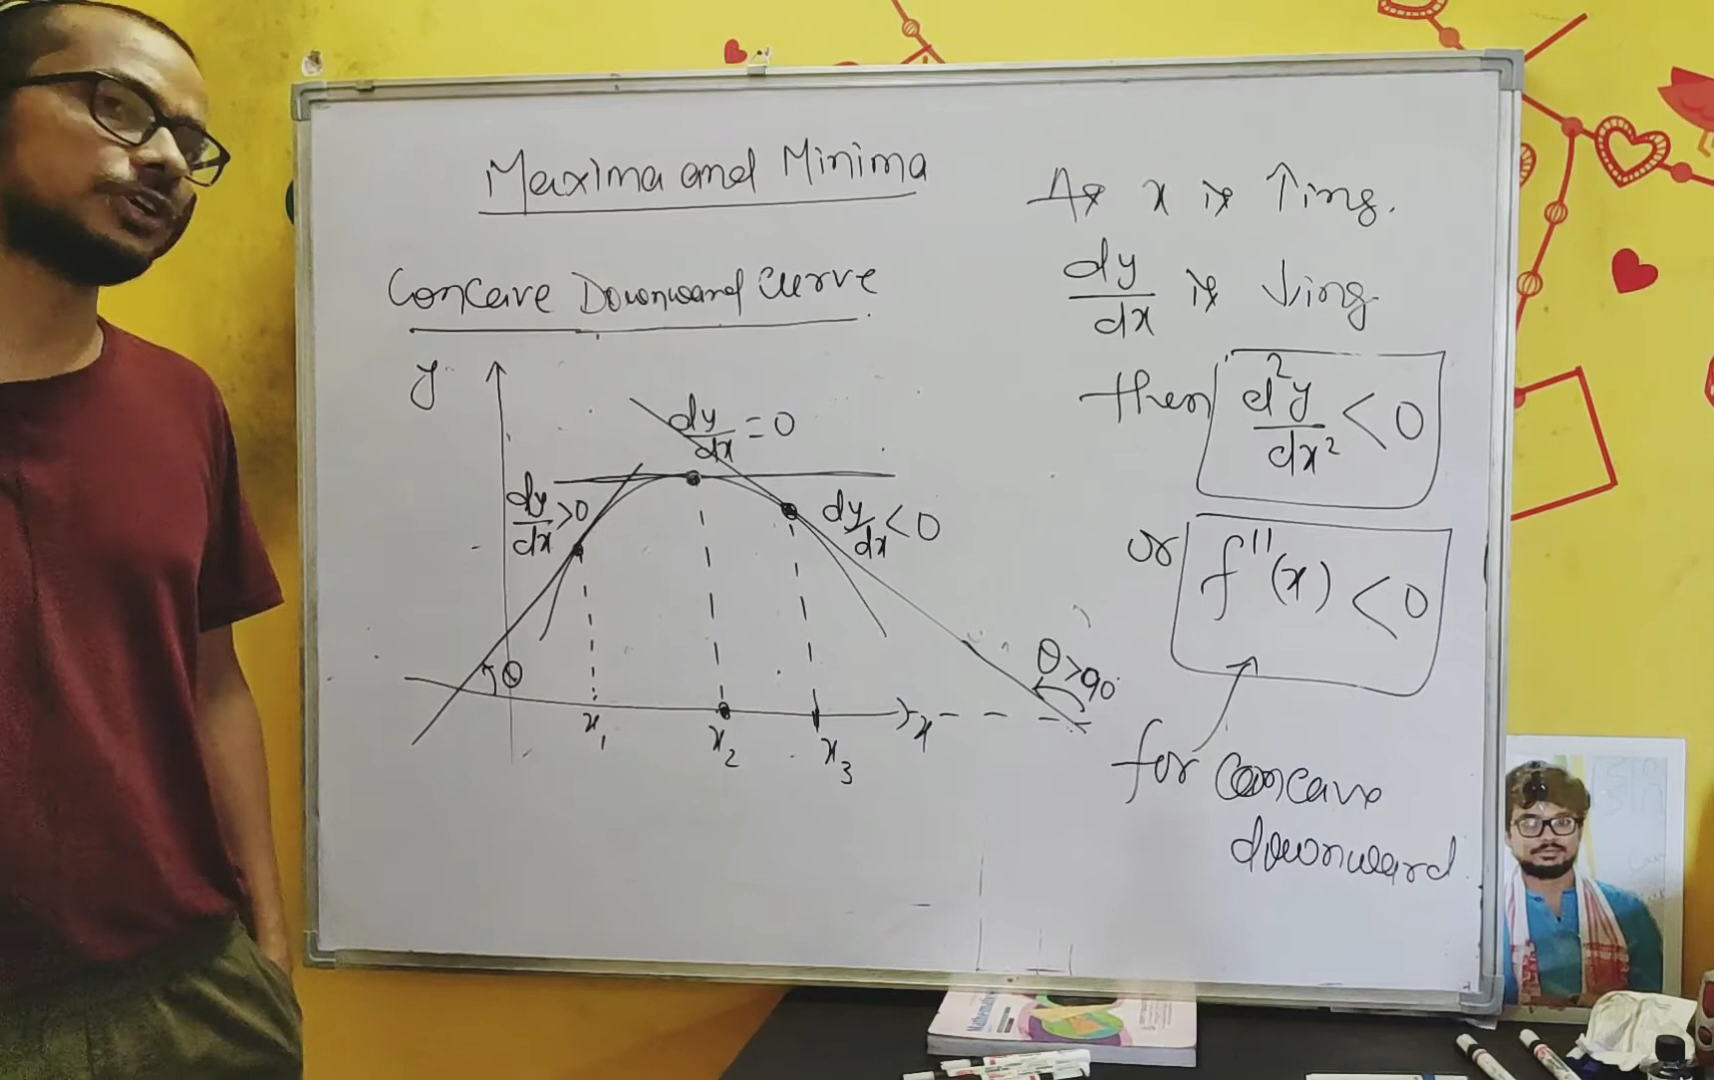 Maxima and Minima
Concave Downward Curve
y
dy/dx = 0
dy/dx > 0
dy/dx < 0
θ
θ > 90
x₁
x₂
x₃
x
As x is ↑ing.
dy/dx is ↓ing.
then d²y/dx² < 0
or f''(x) < 0
for concave
downward.
Mathematics